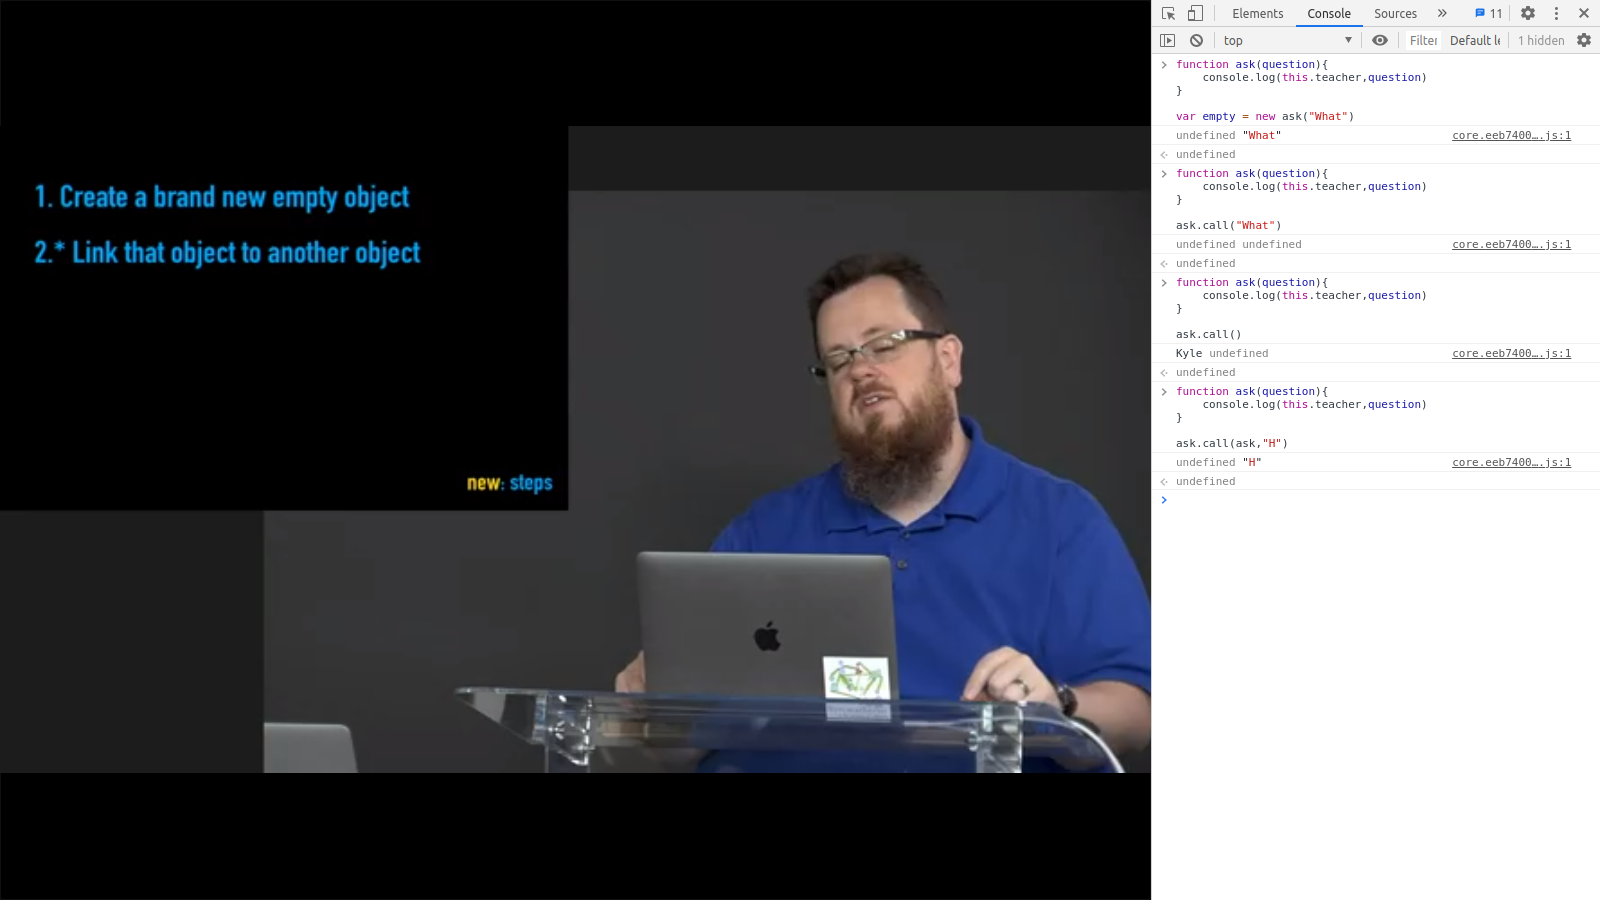 1. Create a brand new empty object
2.* Link that object to another object
new: steps
Elements Console Sources » 11
top Filter Default le 1 hidden
function ask(question){
console.log(this.teacher,question)
}
var empty = new ask("What")
undefined "What" core.eeb7400….js:1
undefined
function ask(question){
console.log(this.teacher,question)
}
ask.call("What")
undefined undefined core.eeb7400….js:1
undefined
function ask(question){
console.log(this.teacher,question)
}
ask.call()
Kyle undefined core.eeb7400….js:1
undefined
function ask(question){
console.log(this.teacher,question)
}
ask.call(ask,"H")
undefined "H" core.eeb7400….js:1
undefined